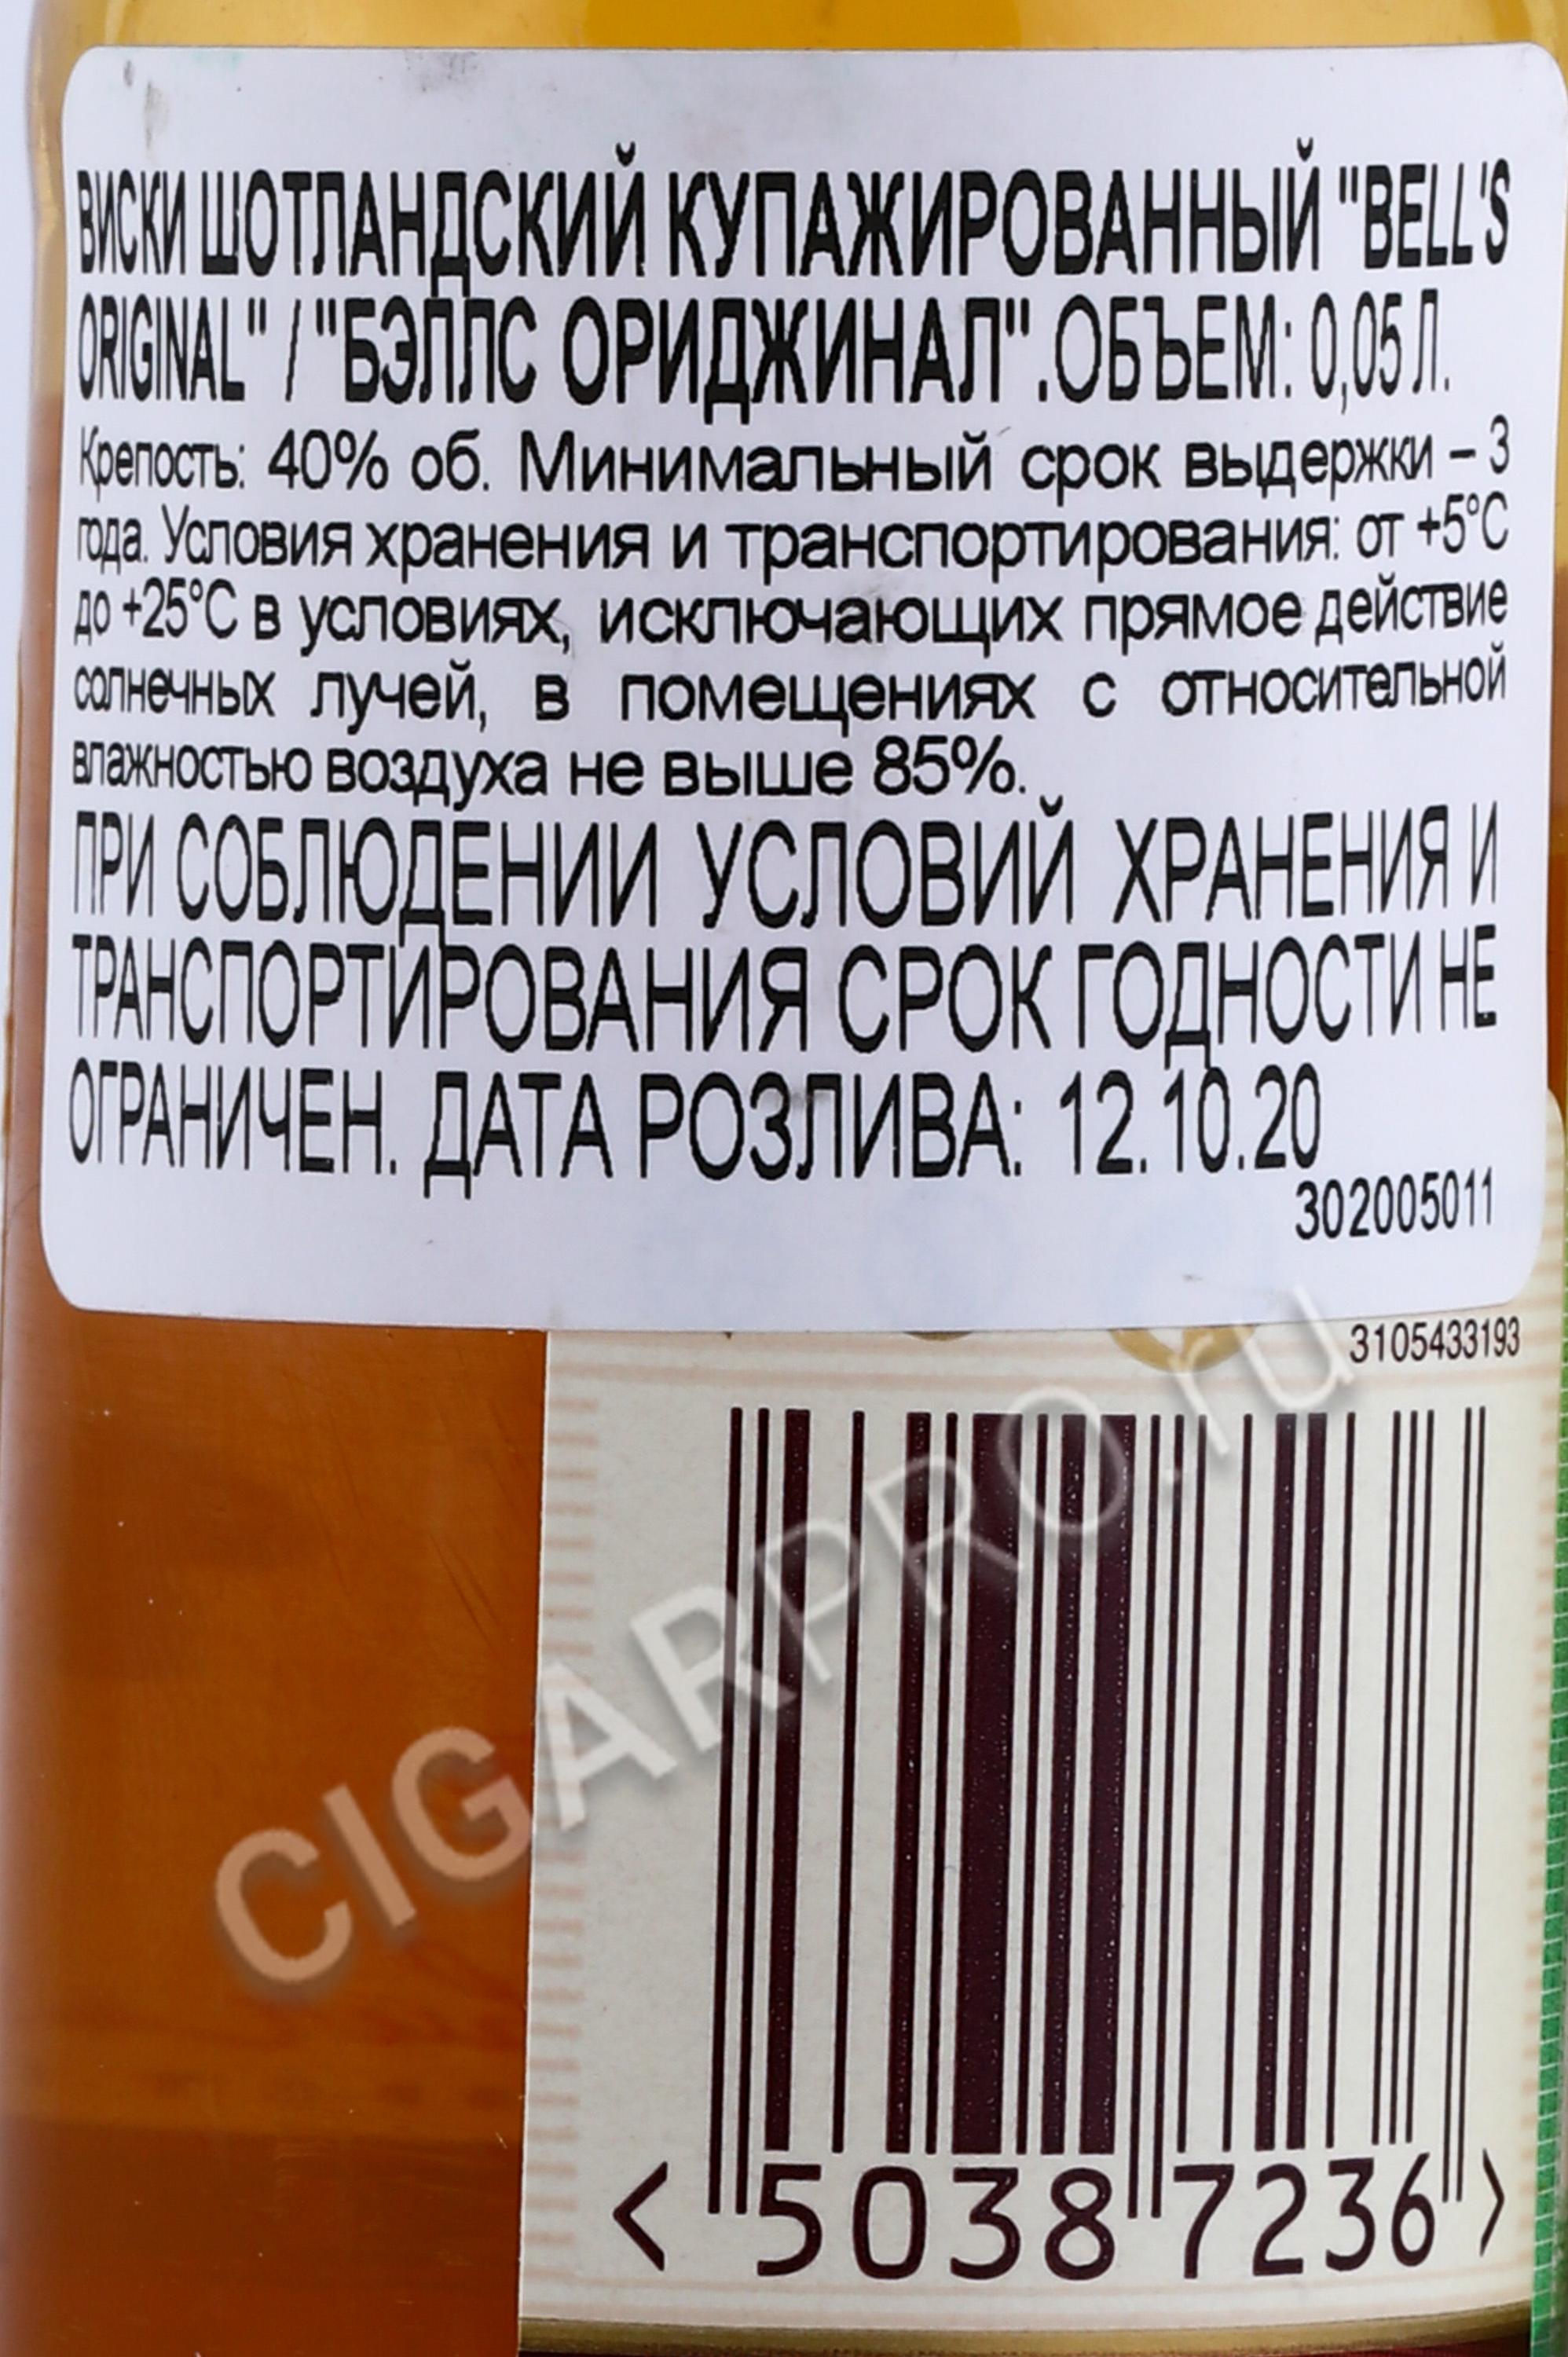 ВИСКИ ШОТЛАНДСКИЙ КУПАЖИРОВАННЫЙ "BELL'S
ORIGINAL" / "БЭЛЛС ОРИДЖИНАЛ".ОБЪЕМ: 0,05 Л.
Крепость: 40% об. Минимальный срок выдержки – 3
года. Условия хранения и транспортирования: от +5°С
до +25°С в условиях, исключающих прямое действие
солнечных лучей, в помещениях с относительной
влажностью воздуха не выше 85%.
ПРИ СОБЛЮДЕНИИ УСЛОВИЙ ХРАНЕНИЯ И
ТРАНСПОРТИРОВАНИЯ СРОК ГОДНОСТИ НЕ
ОГРАНИЧЕН. ДАТА РОЗЛИВА: 12.10.20
302005011
3105433193
CIGARPRO.ru
< 5038 7236 >